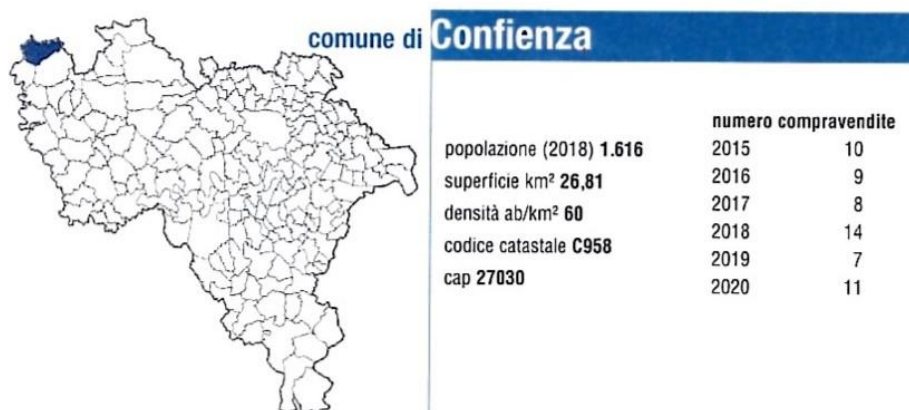 comune di Confienza
popolazione (2018) 1.616
superficie km² 26,81
densità ab/km² 60
codice catastale C958
cap 27030
numero compravendite
2015 10
2016 9
2017 8
2018 14
2019 7
2020 11